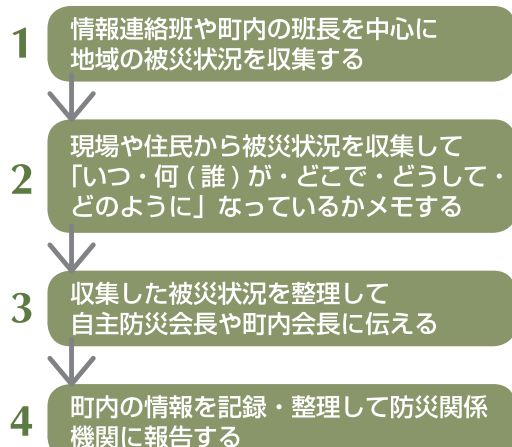 1
情報連絡班や町内の班長を中心に
地域の被災状況を収集する
2
現場や住民から被災状況を収集して
「いつ・何(誰)が・どこで・どうして・
どのように」なっているかメモする
3
収集した被災状況を整理して
自主防災会長や町内会長に伝える
4
町内の情報を記録・整理して防災関係
機関に報告する